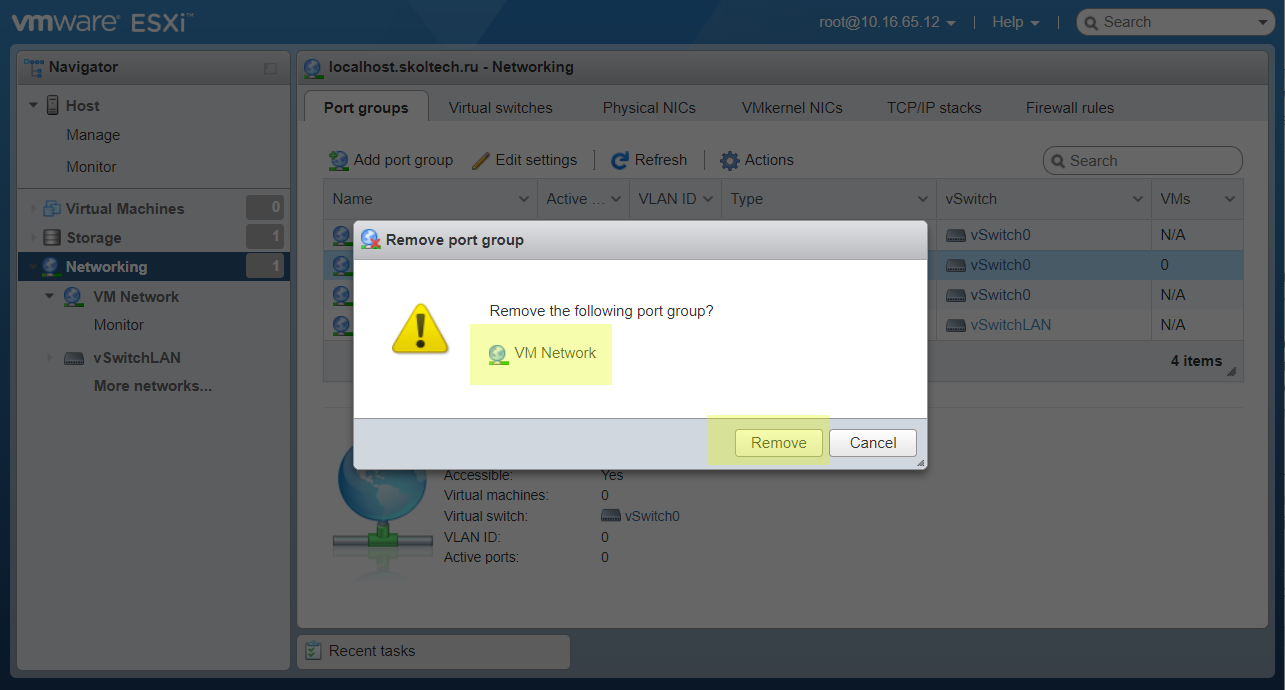 vmware® ESXi™ root@10.16.65.12 | Help | Search
Navigator
localhost.skoltech.ru - Networking
Host
Manage
Monitor
Virtual Machines 0
Storage 1
Networking 1
VM Network
Monitor
vSwitchLAN
More networks...
Port groups Virtual switches Physical NICs VMkernel NICs TCP/IP stacks Firewall rules
Add port group Edit settings Refresh Actions Search
Name Active ... VLAN ID Type vSwitch VMs
vSwitch0 N/A
vSwitch0 0
vSwitch0 N/A
vSwitchLAN N/A
4 items
Remove port group
Remove the following port group?
VM Network
Remove Cancel
Accessible: Yes
Virtual machines: 0
Virtual switch: vSwitch0
VLAN ID: 0
Active ports: 0
Recent tasks